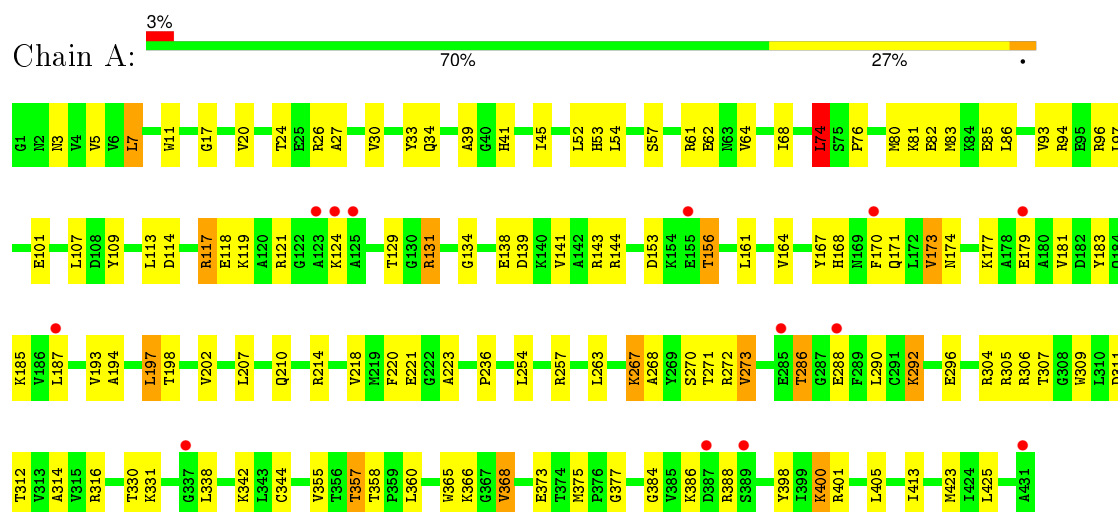 3%
Chain A:
70%
27%
•
G1 N2 N3 V4 V5 V6 L7 W11 G17 V20 T24 E25 R26 A27 V30 Y33 Q34 A39 G40 H41 I45 L52 H53 L54 S57 R61 E62 N63 V64 I68 L74 S75 P76 M80 K81 E82 M83 K84 E85 L86 V93 R94 E95 R96 L97
E101 L107 D108 Y109 L113 D114 R117 E118 K119 A120 R121 G122 A123 K124 A125 T129 G130 R131 G134 E138 D139 K140 V141 A142 R143 R144 D153 K154 E155 T156 L161 V164 Y167 H168 N169 F170 Q171 L172 V173 N174 K177 A178 E179 A180 V181 D182 Y183 Q184
K185 V186 L187 V193 A194 L197 T198 V202 L207 Q210 R214 V218 M219 F220 E221 G222 A223 P236 L254 R257 L263 K267 A268 Y269 S270 T271 R272 V273 E285 T286 G287 E288 F289 L290 C291 K292 E296 R304 R305 R306 T307 G308 W309 L310 R311
T312 V313 A314 V315 R316 T330 K331 G337 L338 K342 L343 C344 V355 T356 T357 T358 P359 L360 W365 K366 G367 V368 E373 T374 M375 P376 G377 G384 V385 K386 D387 R388 S389 Y398 I399 K400 R401 L405 I413 M423 I424 L425 A431